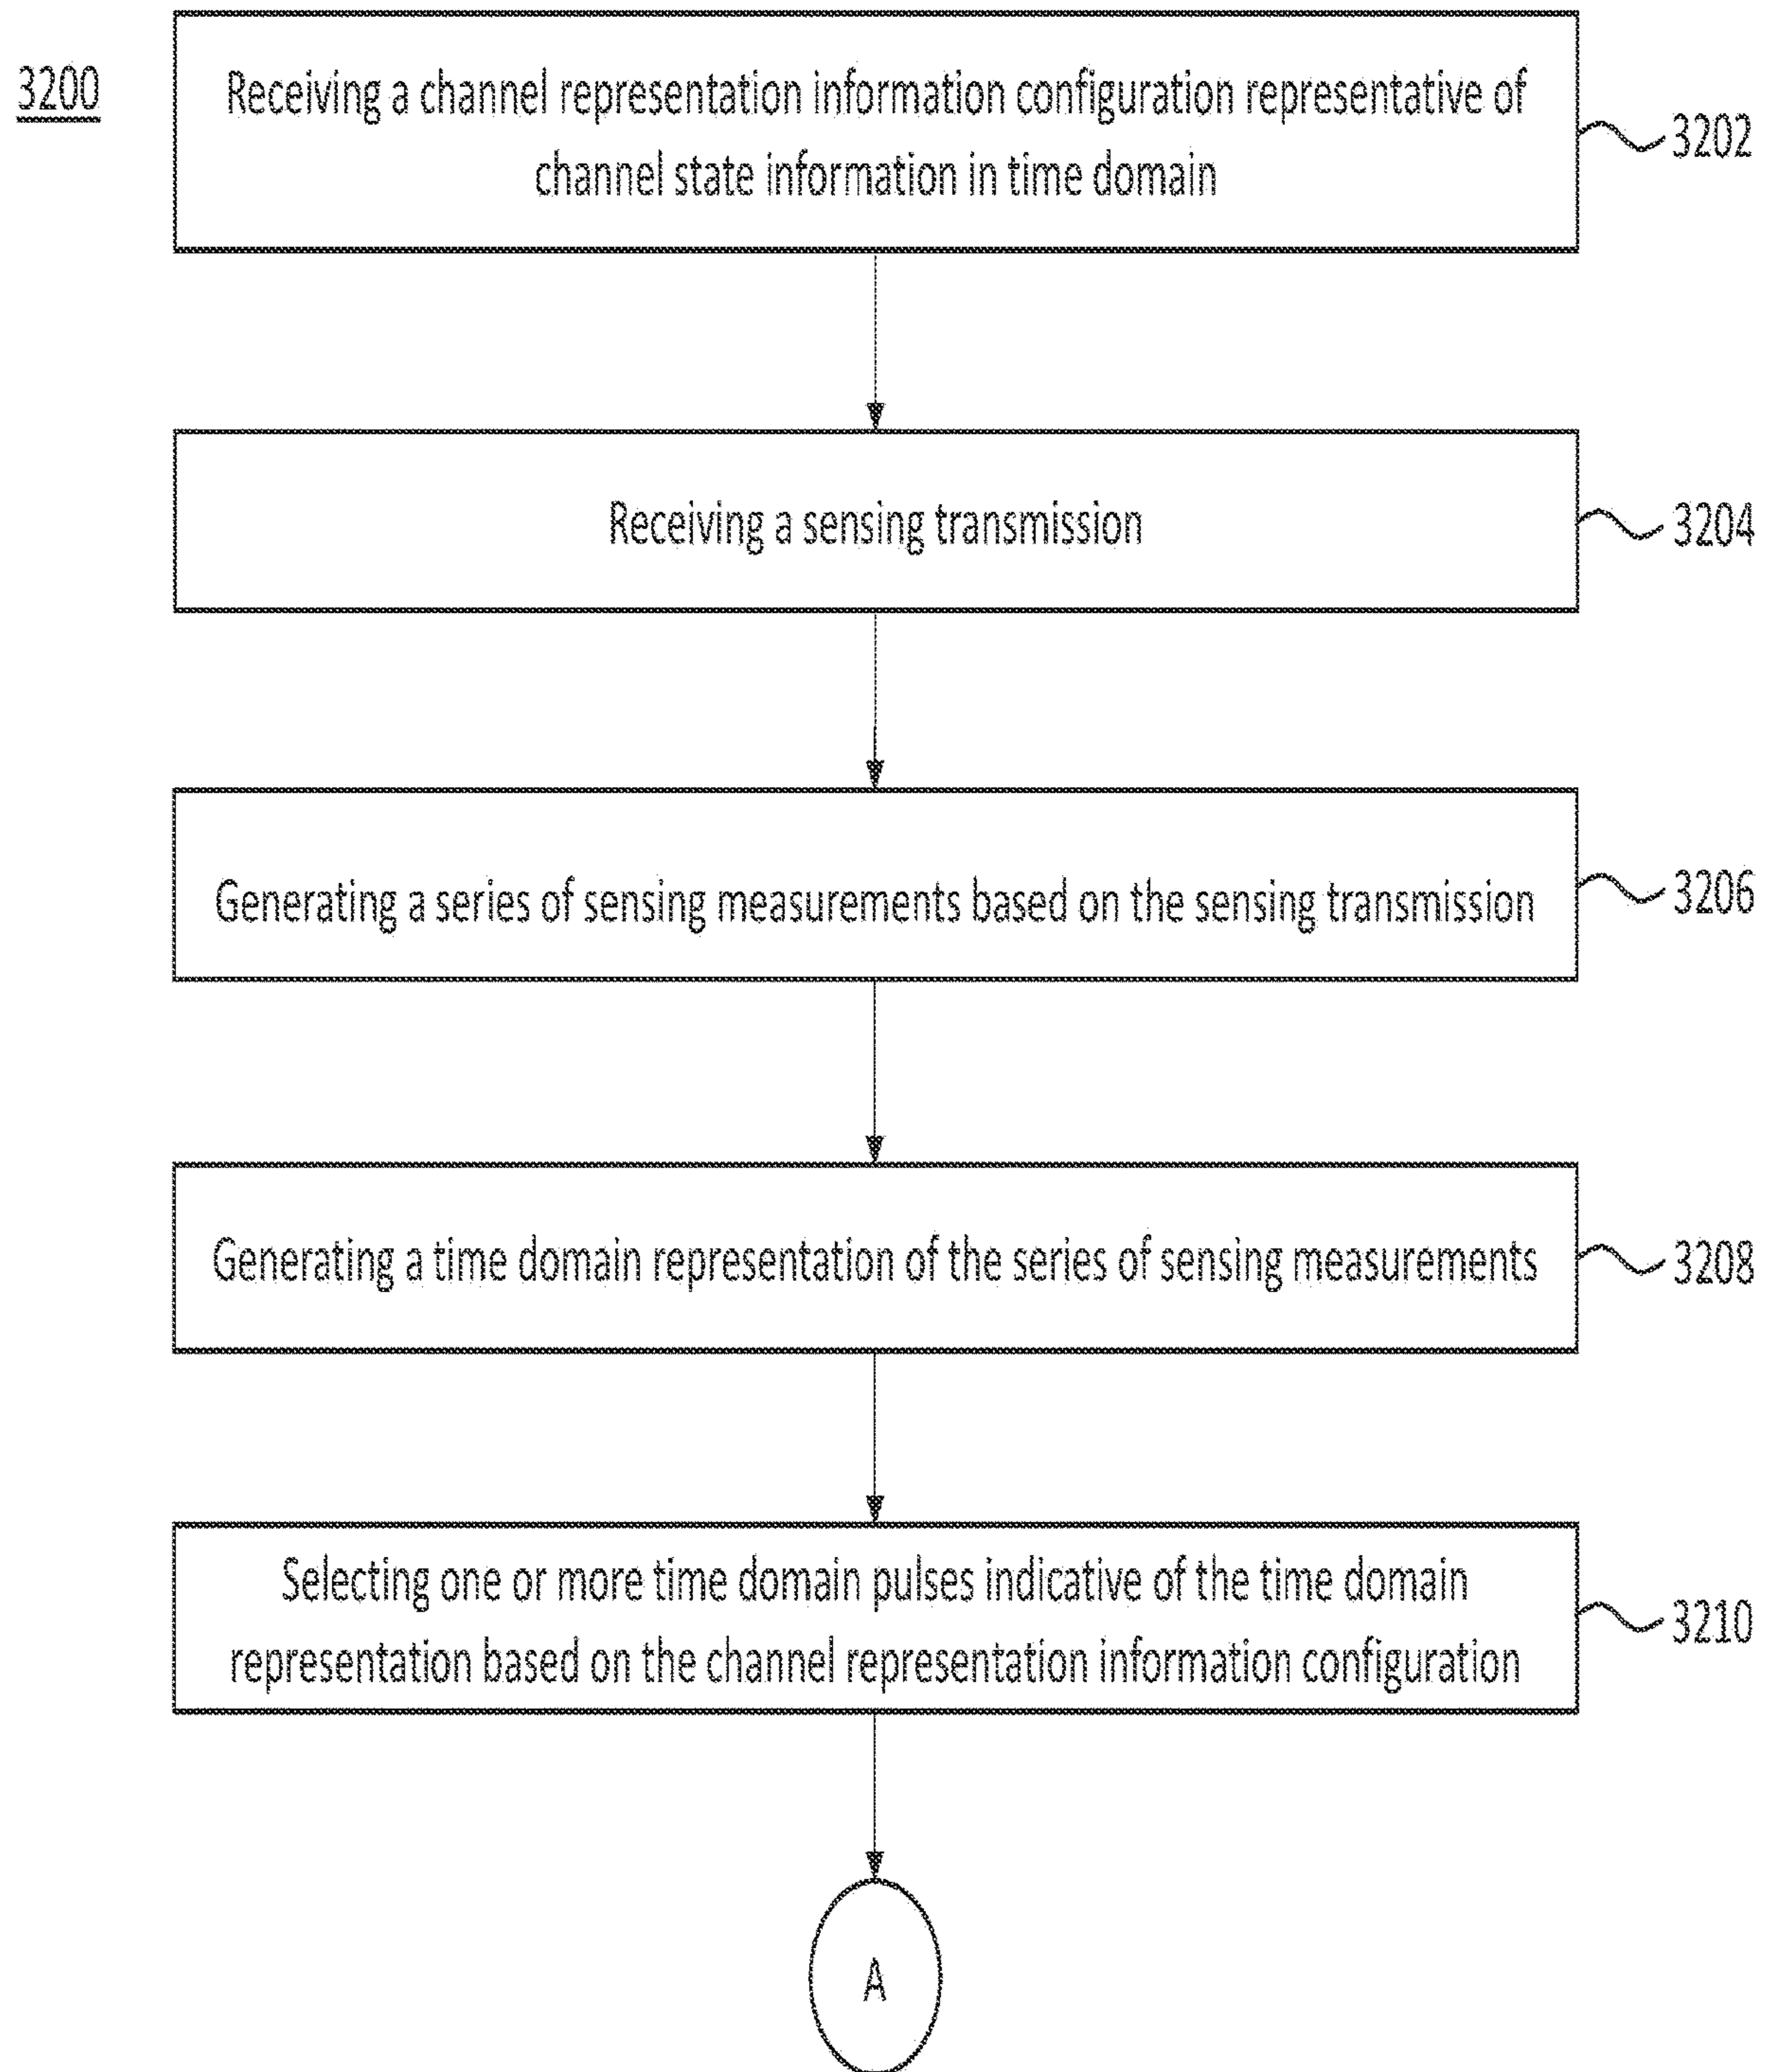 3200
Receiving a channel representation information configuration representative of
channel state information in time domain
3202
Receiving a sensing transmission
3204
Generating a series of sensing measurements based on the sensing transmission
3206
Generating a time domain representation of the series of sensing measurements
3208
Selecting one or more time domain pulses indicative of the time domain
representation based on the channel representation information configuration
3210
A